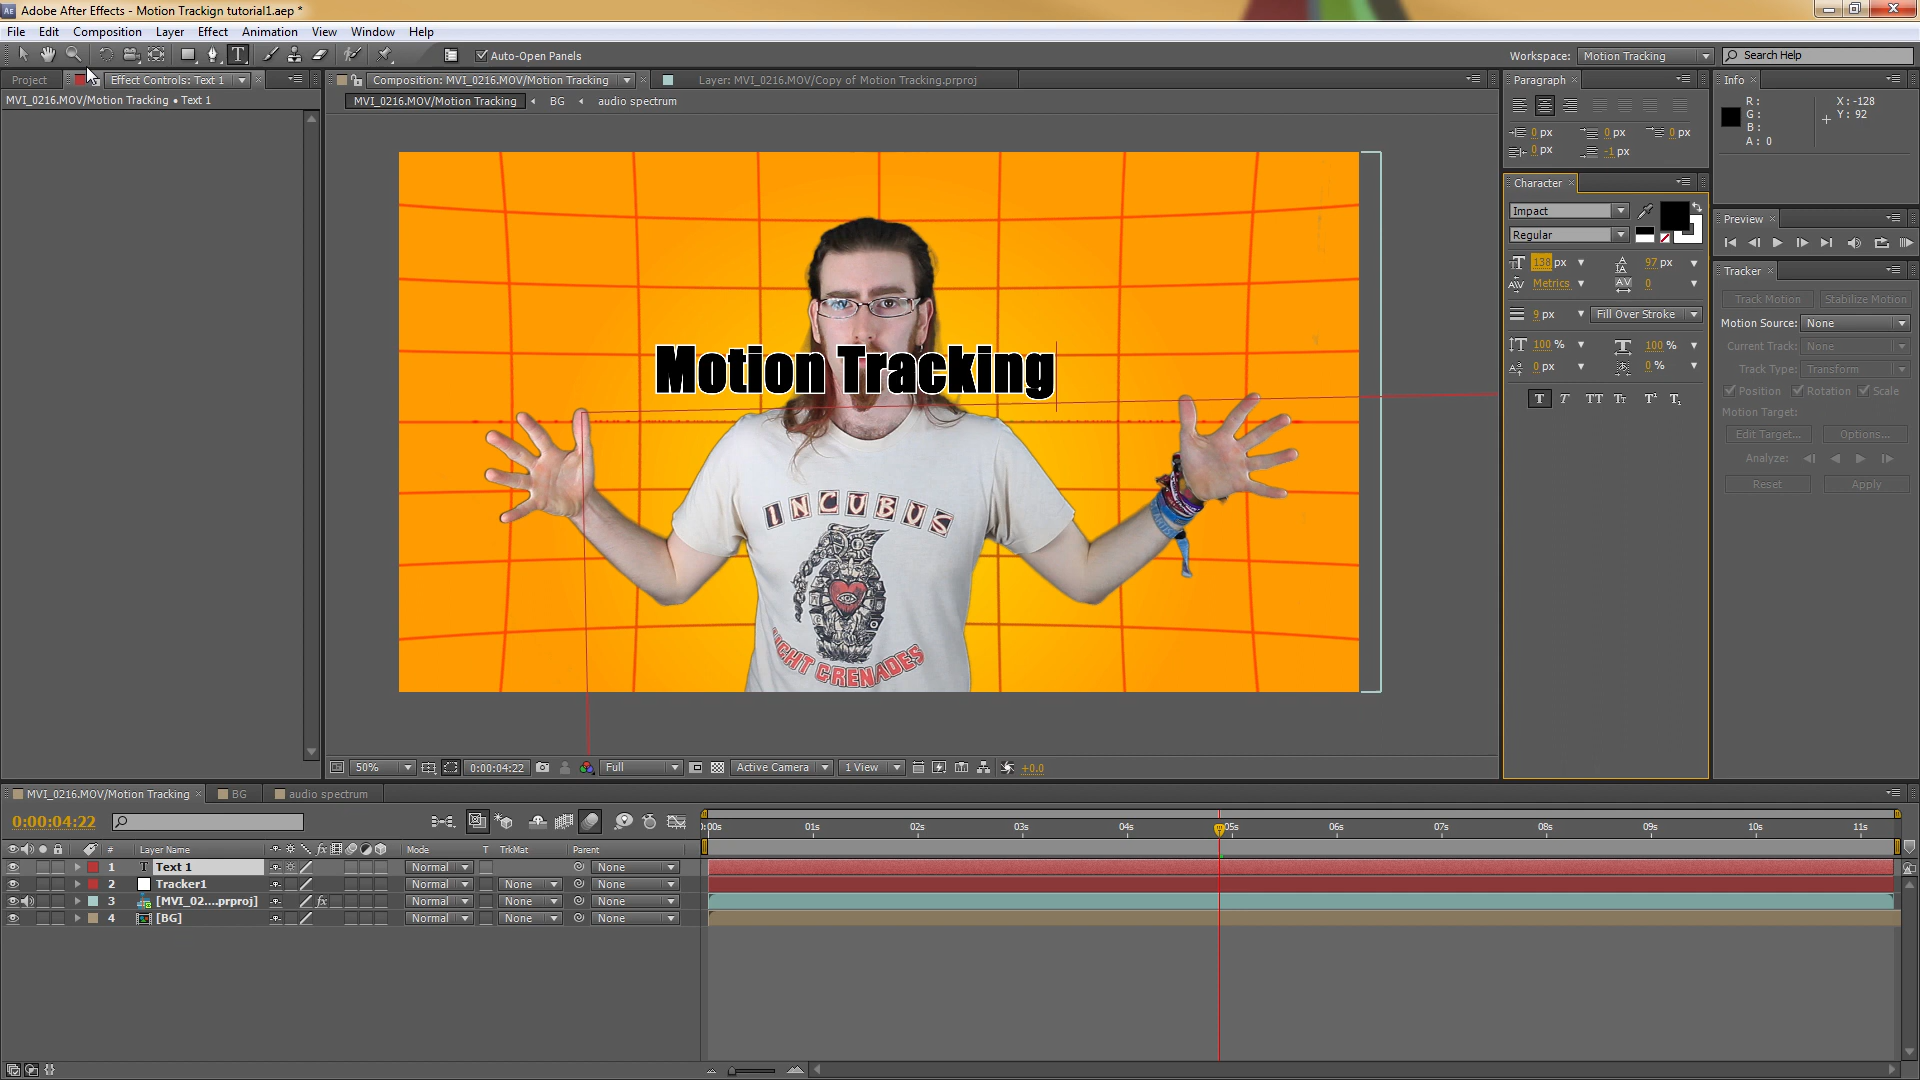 Adobe After Effects - Motion Trackign tutorial1.aep *
File Edit Composition Layer Effect Animation View Window Help
Auto-Open Panels
Workspace: Motion Tracking Search Help
Project Effect Controls: Text 1
MVI_0216.MOV/Motion Tracking • Text 1
Composition: MVI_0216.MOV/Motion Tracking Layer: MVI_0216.MOV/Copy of Motion Tracking.prproj
MVI_0216.MOV/Motion Tracking BG audio spectrum
Motion Tracking
INCUBUS
LIGHT GRENADES
50% 0:00:04:22 Full Active Camera 1 View +0.0
Paragraph
0 px 0 px 0 px
0 px -1 px
Character
Impact
Regular
138 px 97 px
Metrics 0
9 px Fill Over Stroke
100 % 100 %
0 px 0 %
T T TT Tt T¹ T₁
Info
R : X : -128
G : Y : 92
B :
A : 0
Preview
Tracker
Track Motion Stabilize Motion
Motion Source: None
Current Track: None
Track Type: Transform
Position Rotation Scale
Motion Target:
Edit Target... Options...
Analyze:
Reset Apply
MVI_0216.MOV/Motion Tracking BG audio spectrum
0:00:04:22
:00s 01s 02s 03s 04s 05s 06s 07s 08s 09s 10s 11s
# Layer Name fx Mode T TrkMat Parent
1 T Text 1 Normal None
2 Tracker1 Normal None None
3 [MVI_02....prproj] fx Normal None None
4 [BG] Normal None None